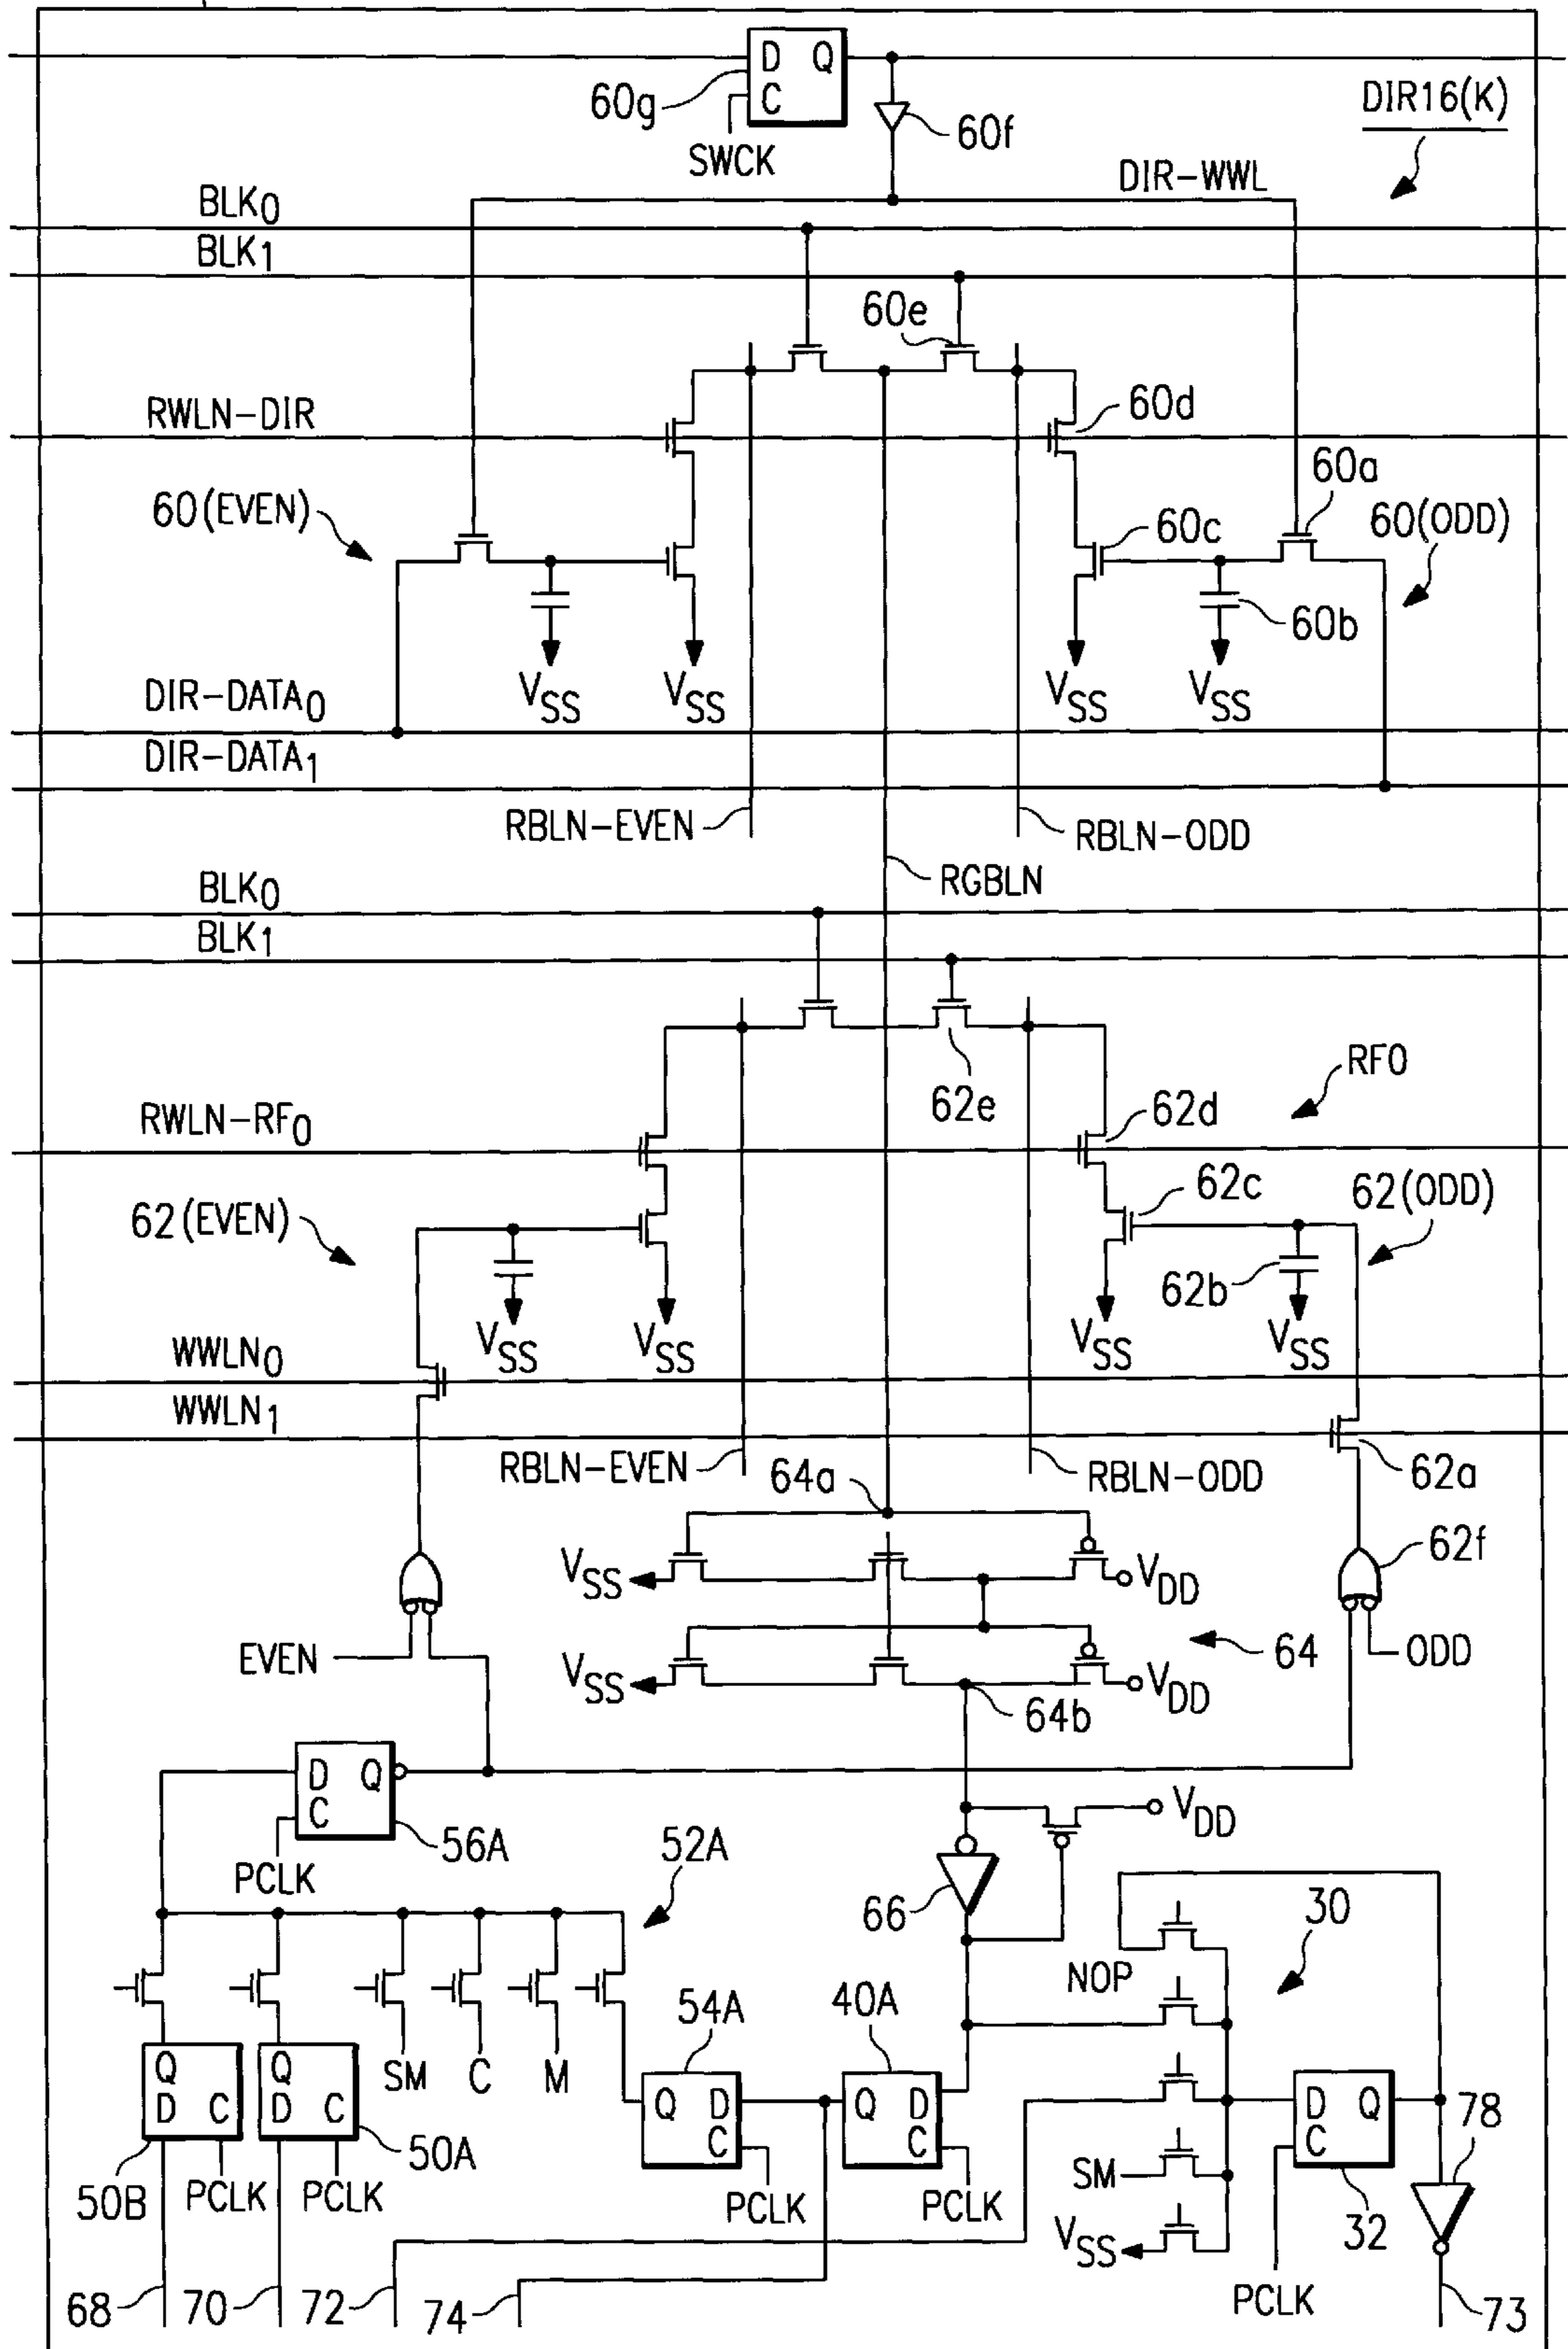 D Q
C
60g
60f
SWCK
DIR16(K)
DIR-WWL
BLK0
BLK1
60e
RWLN-DIR
60d
60a
60(EVEN)
60c
60(ODD)
60b
VSS
VSS
VSS
VSS
DIR-DATA0
DIR-DATA1
RBLN-EVEN
RBLN-ODD
RGBLN
BLK0
BLK1
RF0
62e
62d
RWLN-RF0
62c
62(ODD)
62(EVEN)
62b
VSS
VSS
VSS
VSS
WWLN0
WWLN1
RBLN-EVEN
64a
RBLN-ODD
62a
62f
VSS
VDD
EVEN
64
ODD
VSS
VDD
64b
D Q
C
VDD
56A
52A
PCLK
66
30
NOP
54A
40A
Q
D C
Q
D C
SM
C
M
Q D
C
Q D
C
D Q
C
78
50A
SM
50B
PCLK
PCLK
PCLK
PCLK
VSS
32
PCLK
68
70
72
74
73